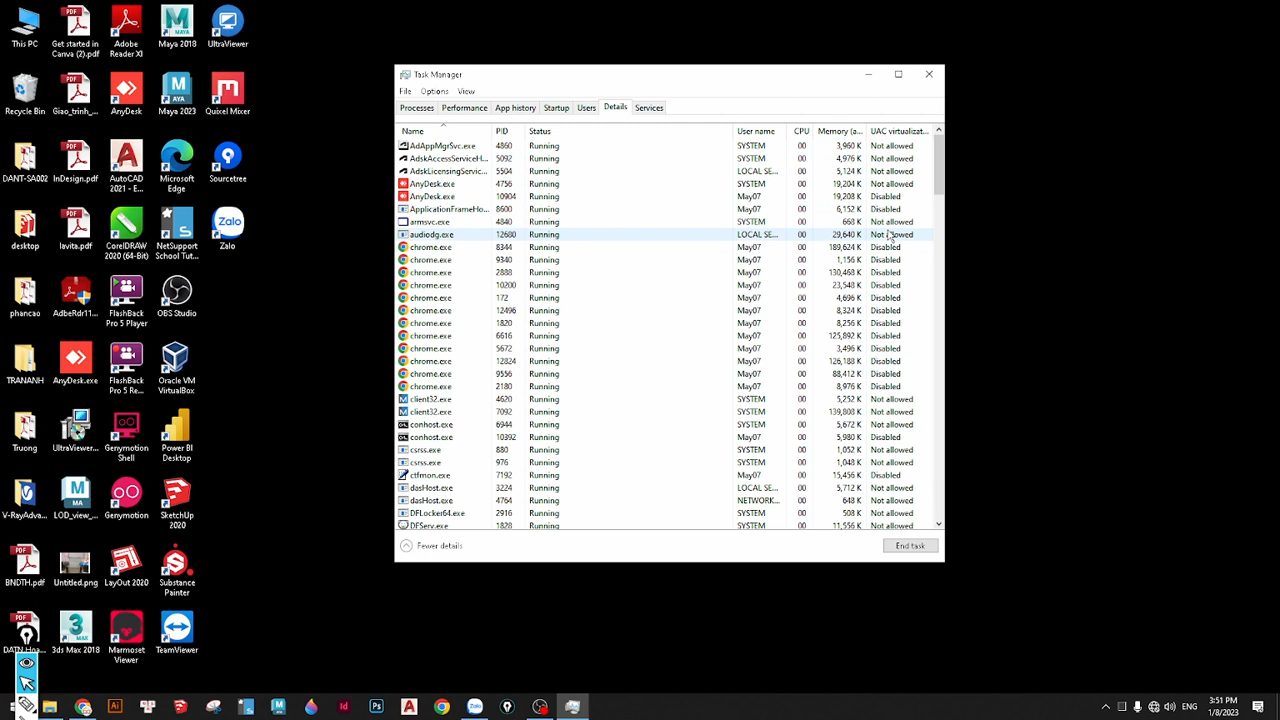 This PC
Get started in Canva (2).pdf
Adobe Reader XI
Maya 2018
UltraViewer
Recycle Bin
Giao_trinh_...
AnyDesk
Maya 2023
Quixel Mixer
DANT-SA002
InDesign.pdf
AutoCAD 2021 - E...
Microsoft Edge
Sourcetree
desktop
lavita.pdf
CorelDRAW 2020 (64-Bit)
NetSupport School Tut...
Zalo
phancao
AdbeRdr11...
FlashBack Pro 5 Player
OBS Studio
TRANANH
AnyDesk.exe
FlashBack Pro 5 Re...
Oracle VM VirtualBox
Truong
UltraViewer...
Genymotion Shell
Power BI Desktop
V-RayAdva...
LOD_view_...
Genymotion
SketchUp 2020
BNDTH.pdf
Untitled.png
LayOut 2020
Substance Painter
DATN.Hoa...
3ds Max 2018
Marmoset Viewer
TeamViewer
Task Manager
File Options View
Processes Performance App history Startup Users Details Services
Name PID Status User name CPU Memory (a... UAC virtualizat...
AdAppMgrSvc.exe 4860 Running SYSTEM 00 3,960 K Not allowed
AdskAccessServiceH... 5092 Running SYSTEM 00 4,976 K Not allowed
AdskLicensingServic... 5504 Running LOCAL SE... 00 5,124 K Not allowed
AnyDesk.exe 4756 Running SYSTEM 00 19,204 K Not allowed
AnyDesk.exe 10904 Running May07 00 19,208 K Disabled
ApplicationFrameHo... 8600 Running May07 00 6,152 K Disabled
armsvc.exe 4840 Running SYSTEM 00 668 K Not allowed
audiodg.exe 12680 Running LOCAL SE... 00 29,640 K Not allowed
chrome.exe 8344 Running May07 00 189,624 K Disabled
chrome.exe 9340 Running May07 00 1,156 K Disabled
chrome.exe 2888 Running May07 00 130,468 K Disabled
chrome.exe 10200 Running May07 00 23,548 K Disabled
chrome.exe 172 Running May07 00 4,696 K Disabled
chrome.exe 12496 Running May07 00 8,324 K Disabled
chrome.exe 1820 Running May07 00 8,256 K Disabled
chrome.exe 6616 Running May07 00 125,892 K Disabled
chrome.exe 5672 Running May07 00 3,496 K Disabled
chrome.exe 12824 Running May07 00 126,188 K Disabled
chrome.exe 9556 Running May07 00 88,412 K Disabled
chrome.exe 2180 Running May07 00 8,976 K Disabled
client32.exe 4620 Running SYSTEM 00 5,252 K Not allowed
client32.exe 7092 Running SYSTEM 00 139,808 K Not allowed
conhost.exe 6944 Running SYSTEM 00 5,672 K Not allowed
conhost.exe 10392 Running May07 00 5,980 K Disabled
csrss.exe 880 Running SYSTEM 00 1,052 K Not allowed
csrss.exe 976 Running SYSTEM 00 1,048 K Not allowed
ctfmon.exe 7192 Running May07 00 15,456 K Disabled
dasHost.exe 3224 Running LOCAL SE... 00 5,712 K Not allowed
dasHost.exe 4764 Running NETWORK... 00 648 K Not allowed
DFLocker64.exe 2916 Running SYSTEM 00 508 K Not allowed
DFServ.exe 1828 Running SYSTEM 00 11,556 K Not allowed
Fewer details End task
ENG
3:51 PM
1/8/2023